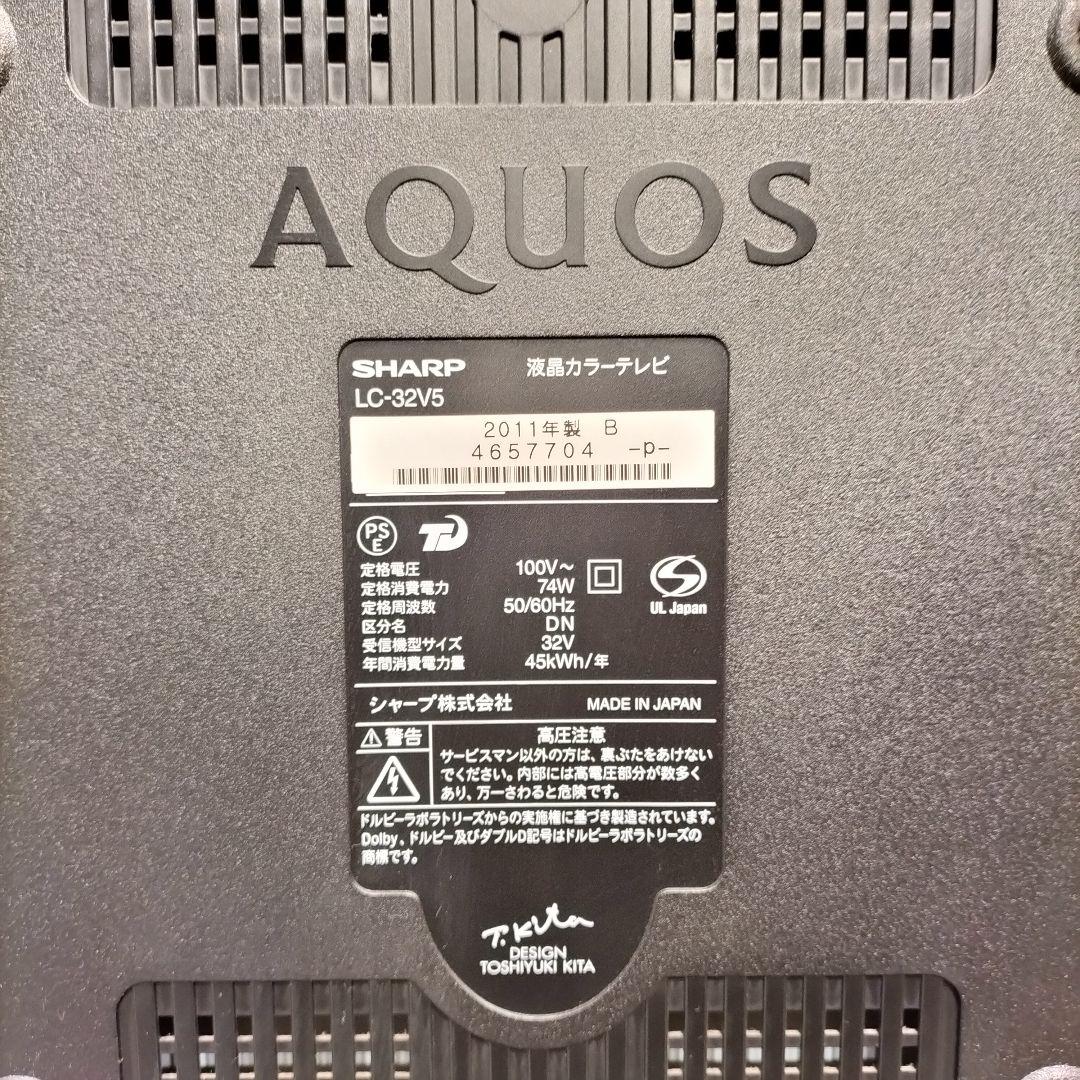 AQUOS
SHARP 液晶カラーテレビ
LC-32V5
2011年製 B
4657704 -p-
PS
E
定格電圧 100V～
定格消費電力 74W
定格周波数 50/60Hz
区分名 DN
受信機型サイズ 32V
年間消費電力量 45kWh/年
UL Japan
シャープ株式会社 MADE IN JAPAN
警告 高圧注意
サービスマン以外の方は、裏ぶたをあけない
でください。内部には高電圧部分が数多く
あり、万一さわると危険です。
ドルビーラボラトリーズからの実施権に基づき製造されています。
Dolby、ドルビー及びダブルD記号はドルビーラボラトリーズの
商標です。
T.Kita
DESIGN
TOSHIYUKI KITA